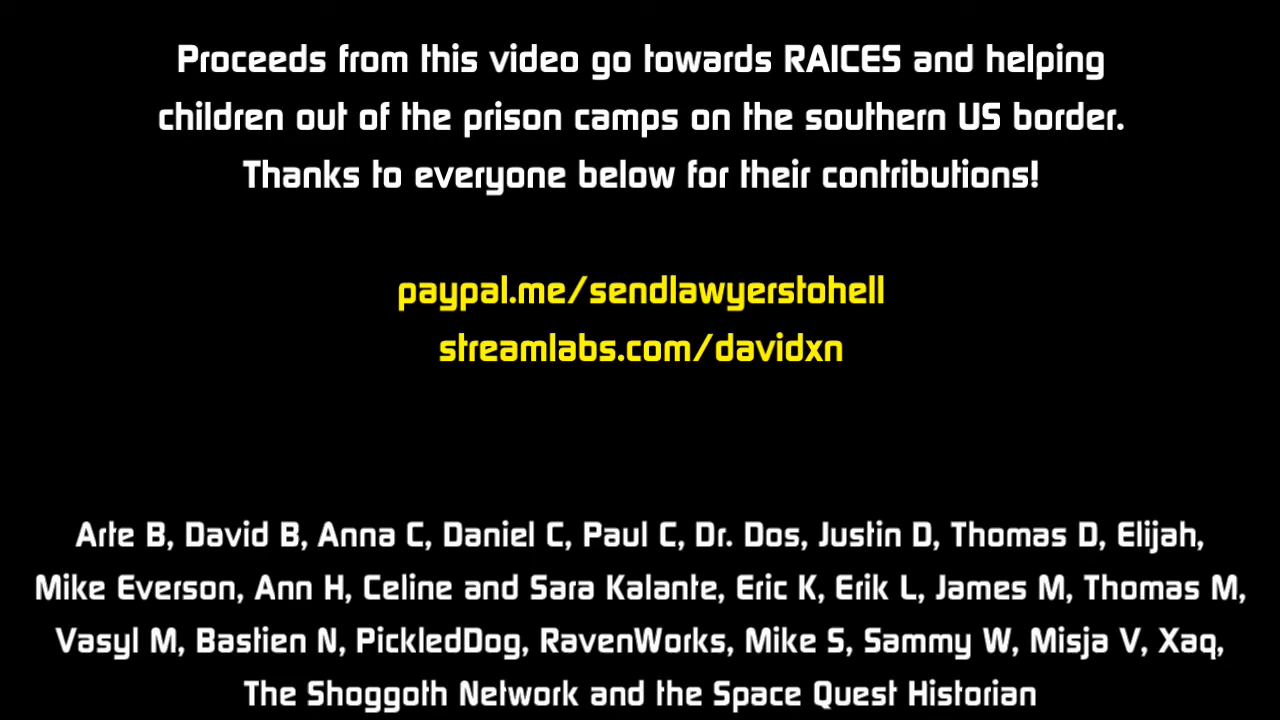 Proceeds from this video go towards RAICES and helping
children out of the prison camps on the southern US border.
Thanks to everyone below for their contributions!
paypal.me/sendlawyerstohell
streamlabs.com/davidxn
Arte B, David B, Anna C, Daniel C, Paul C, Dr. Dos, Justin D, Thomas D, Elijah,
Mike Everson, Ann H, Celine and Sara Kalante, Eric K, Erik L, James M, Thomas M,
Vasyl M, Bastien N, PickledDog, RavenWorks, Mike S, Sammy W, Misja V, Xaq,
The Shoggoth Network and the Space Quest Historian